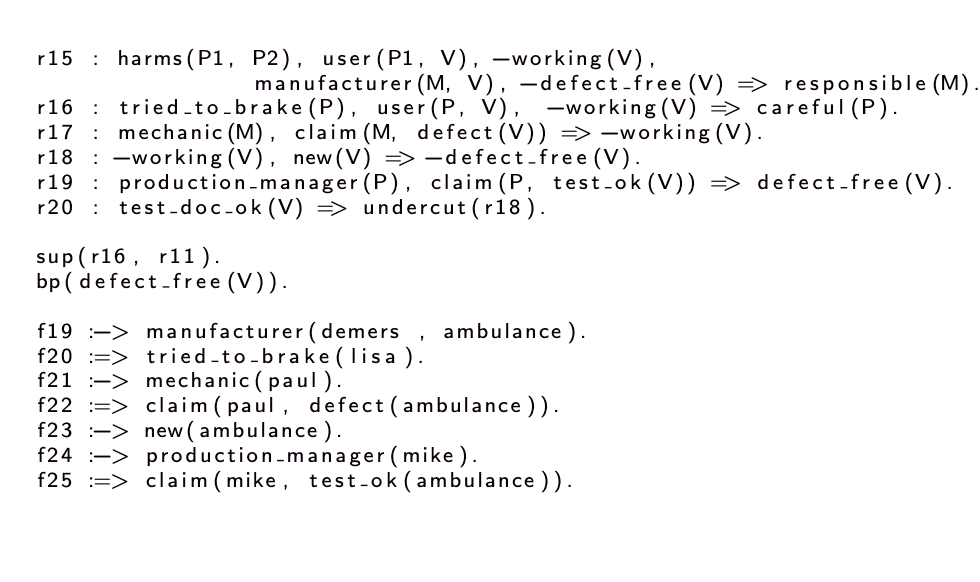 r15 : harms(P1, P2), user(P1, V), −working(V),
manufacturer(M, V), −defect_free(V) => responsible(M).
r16 : tried_to_brake(P), user(P, V), −working(V) => careful(P).
r17 : mechanic(M), claim(M, defect(V)) => −working(V).
r18 : −working(V), new(V) => −defect_free(V).
r19 : production_manager(P), claim(P, test_ok(V)) => defect_free(V).
r20 : test_doc_ok(V) => undercut(r18).
sup(r16, r11).
bp(defect_free(V)).
f19 :−> manufacturer(demers, ambulance).
f20 :=> tried_to_brake(lisa).
f21 :−> mechanic(paul).
f22 :=> claim(paul, defect(ambulance)).
f23 :−> new(ambulance).
f24 :−> production_manager(mike).
f25 :=> claim(mike, test_ok(ambulance)).